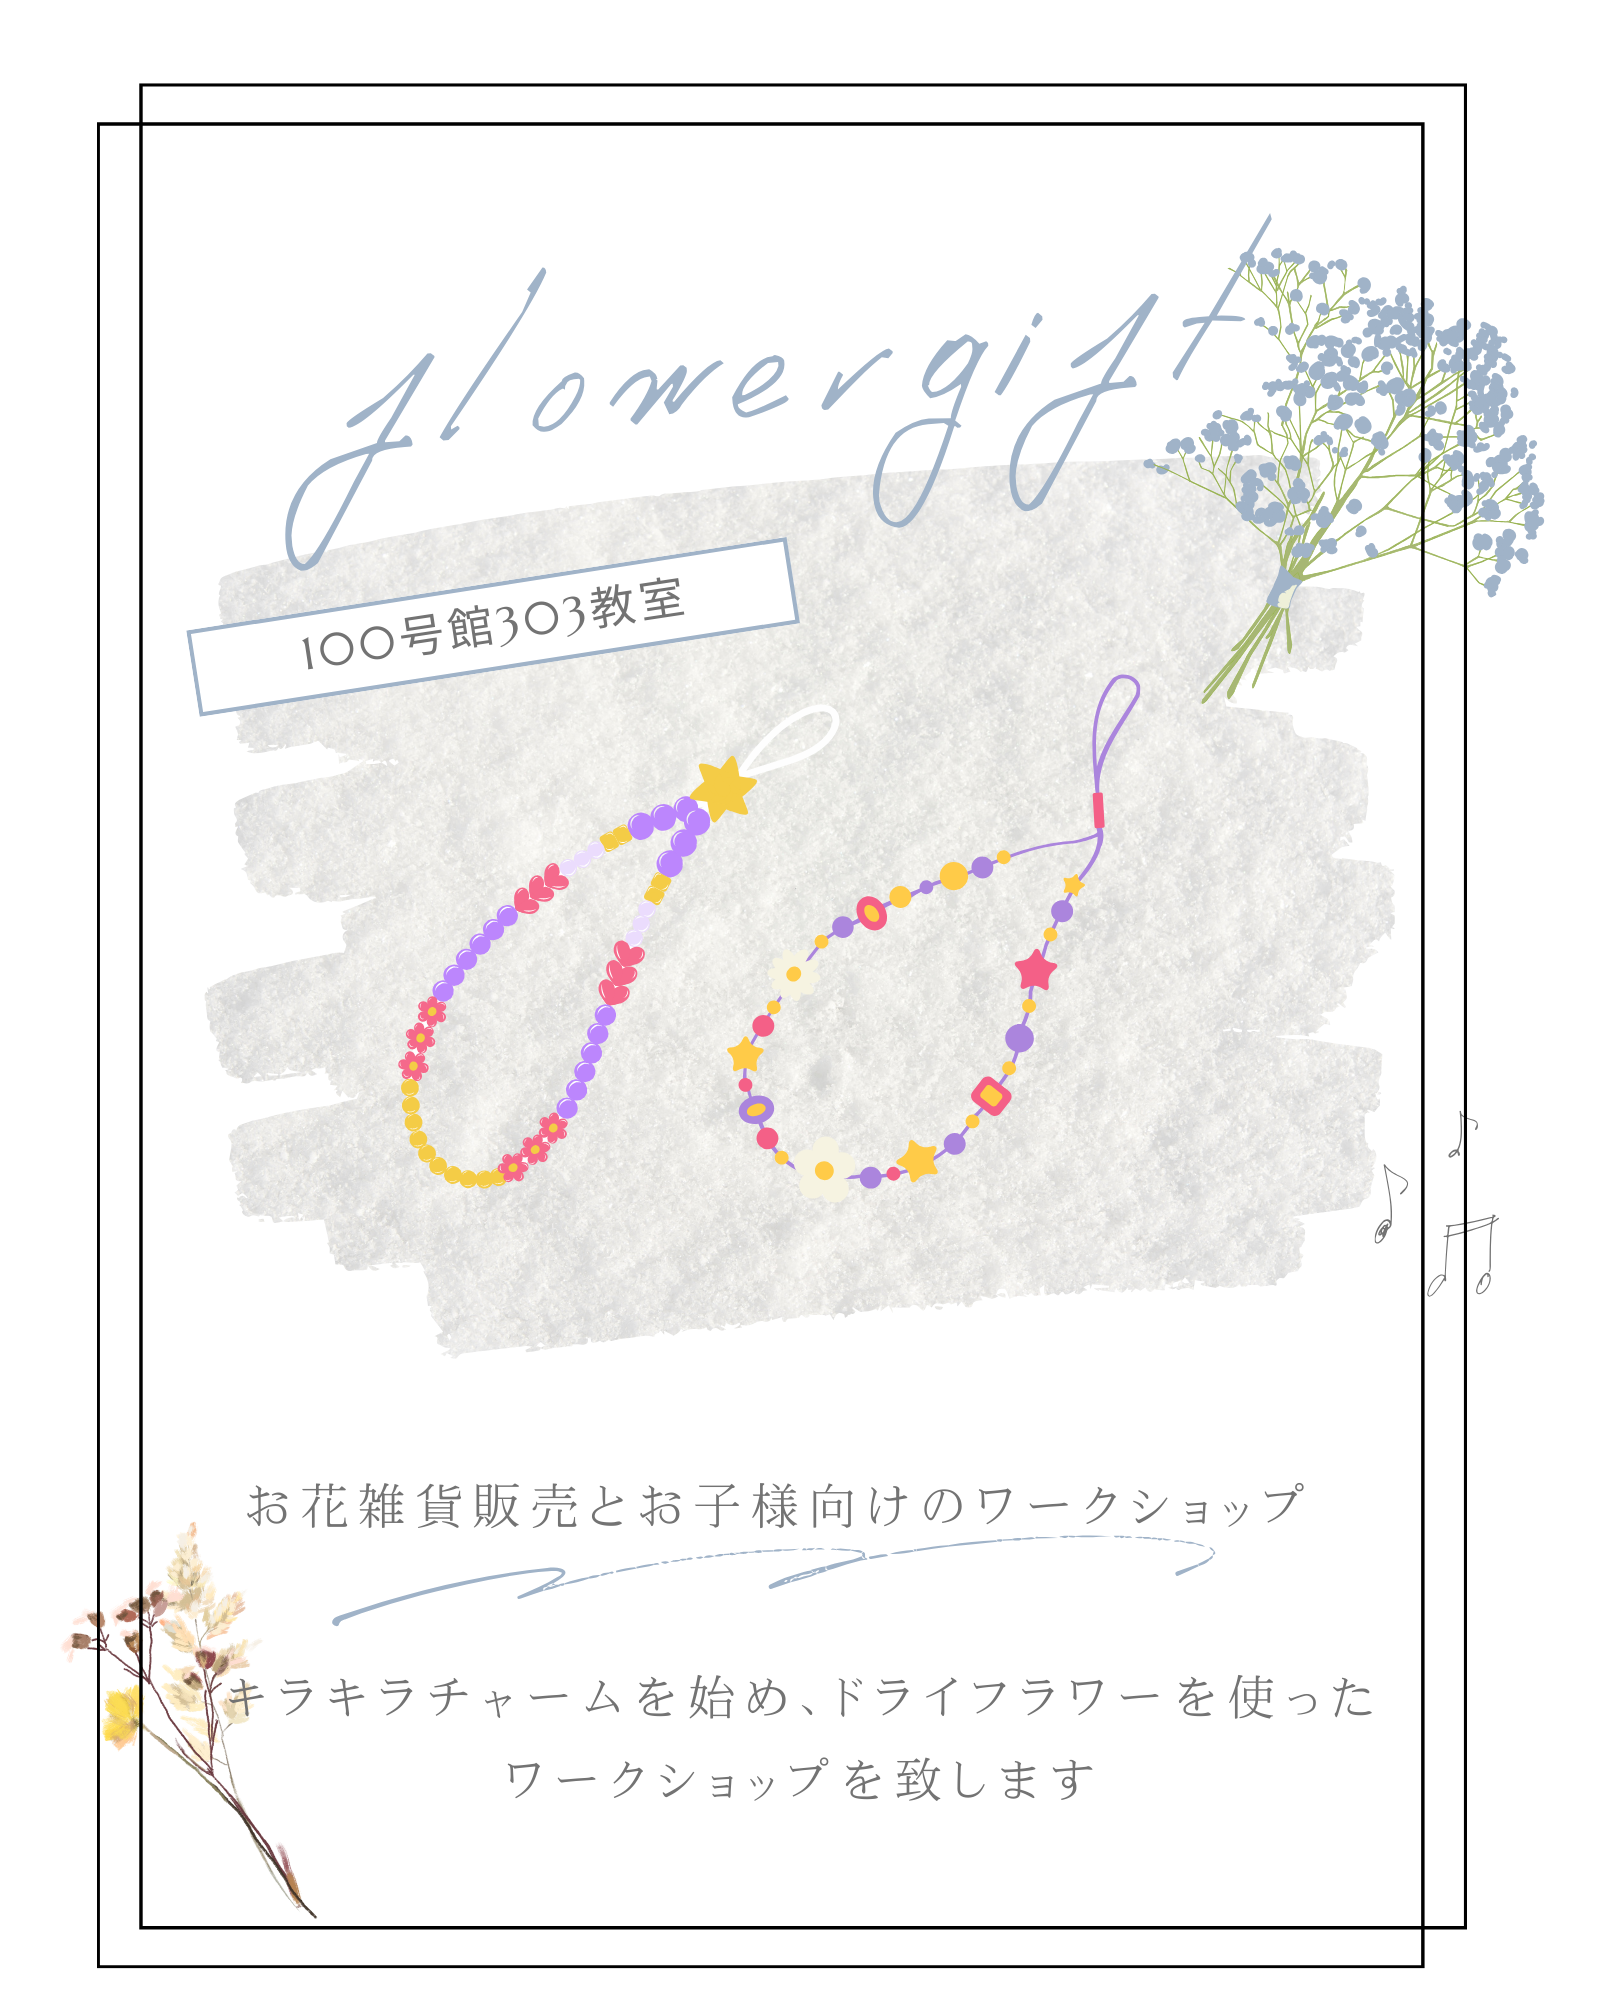 flowergift
100号館303教室
お花雑貨販売とお子様向けのワークショップ
キラキラチャームを始め、ドライフラワーを使った
ワークショップを致します